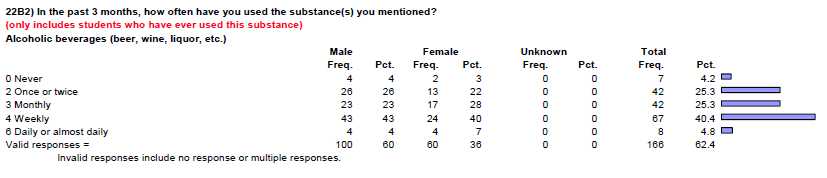 22B2) In the past 3 months, how often have you used the substance(s) you mentioned?
(only includes students who have ever used this substance)
Alcoholic beverages (beer, wine, liquor, etc.)
Male Female Unknown Total
Freq. Pct. Freq. Pct. Freq. Pct. Freq. Pct.
0 Never 4 4 2 3 0 0 7 4.2
2 Once or twice 26 26 13 22 0 0 42 25.3
3 Monthly 23 23 17 28 0 0 42 25.3
4 Weekly 43 43 24 40 0 0 67 40.4
6 Daily or almost daily 4 4 4 7 0 0 8 4.8
Valid responses = 100 60 60 36 0 0 166 62.4
Invalid responses include no response or multiple responses.